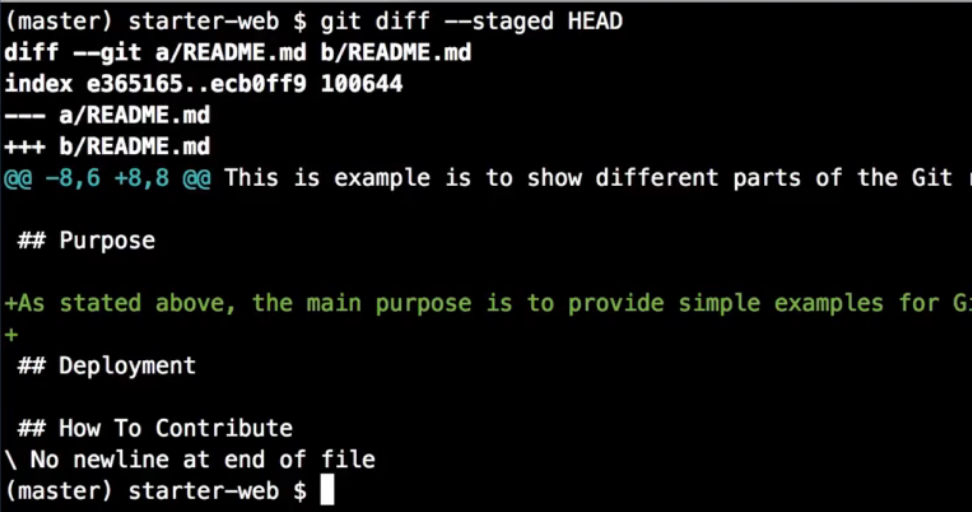 (master) starter-web $ git diff --staged HEAD
diff --git a/README.md b/README.md
index e365165..ecb0ff9 100644
--- a/README.md
+++ b/README.md
@@ -8,6 +8,8 @@ This is example is to show different parts of the Git
 ## Purpose
+As stated above, the main purpose is to provide simple examples for
+
 ## Deployment
 ## How To Contribute
\ No newline at end of file
(master) starter-web $